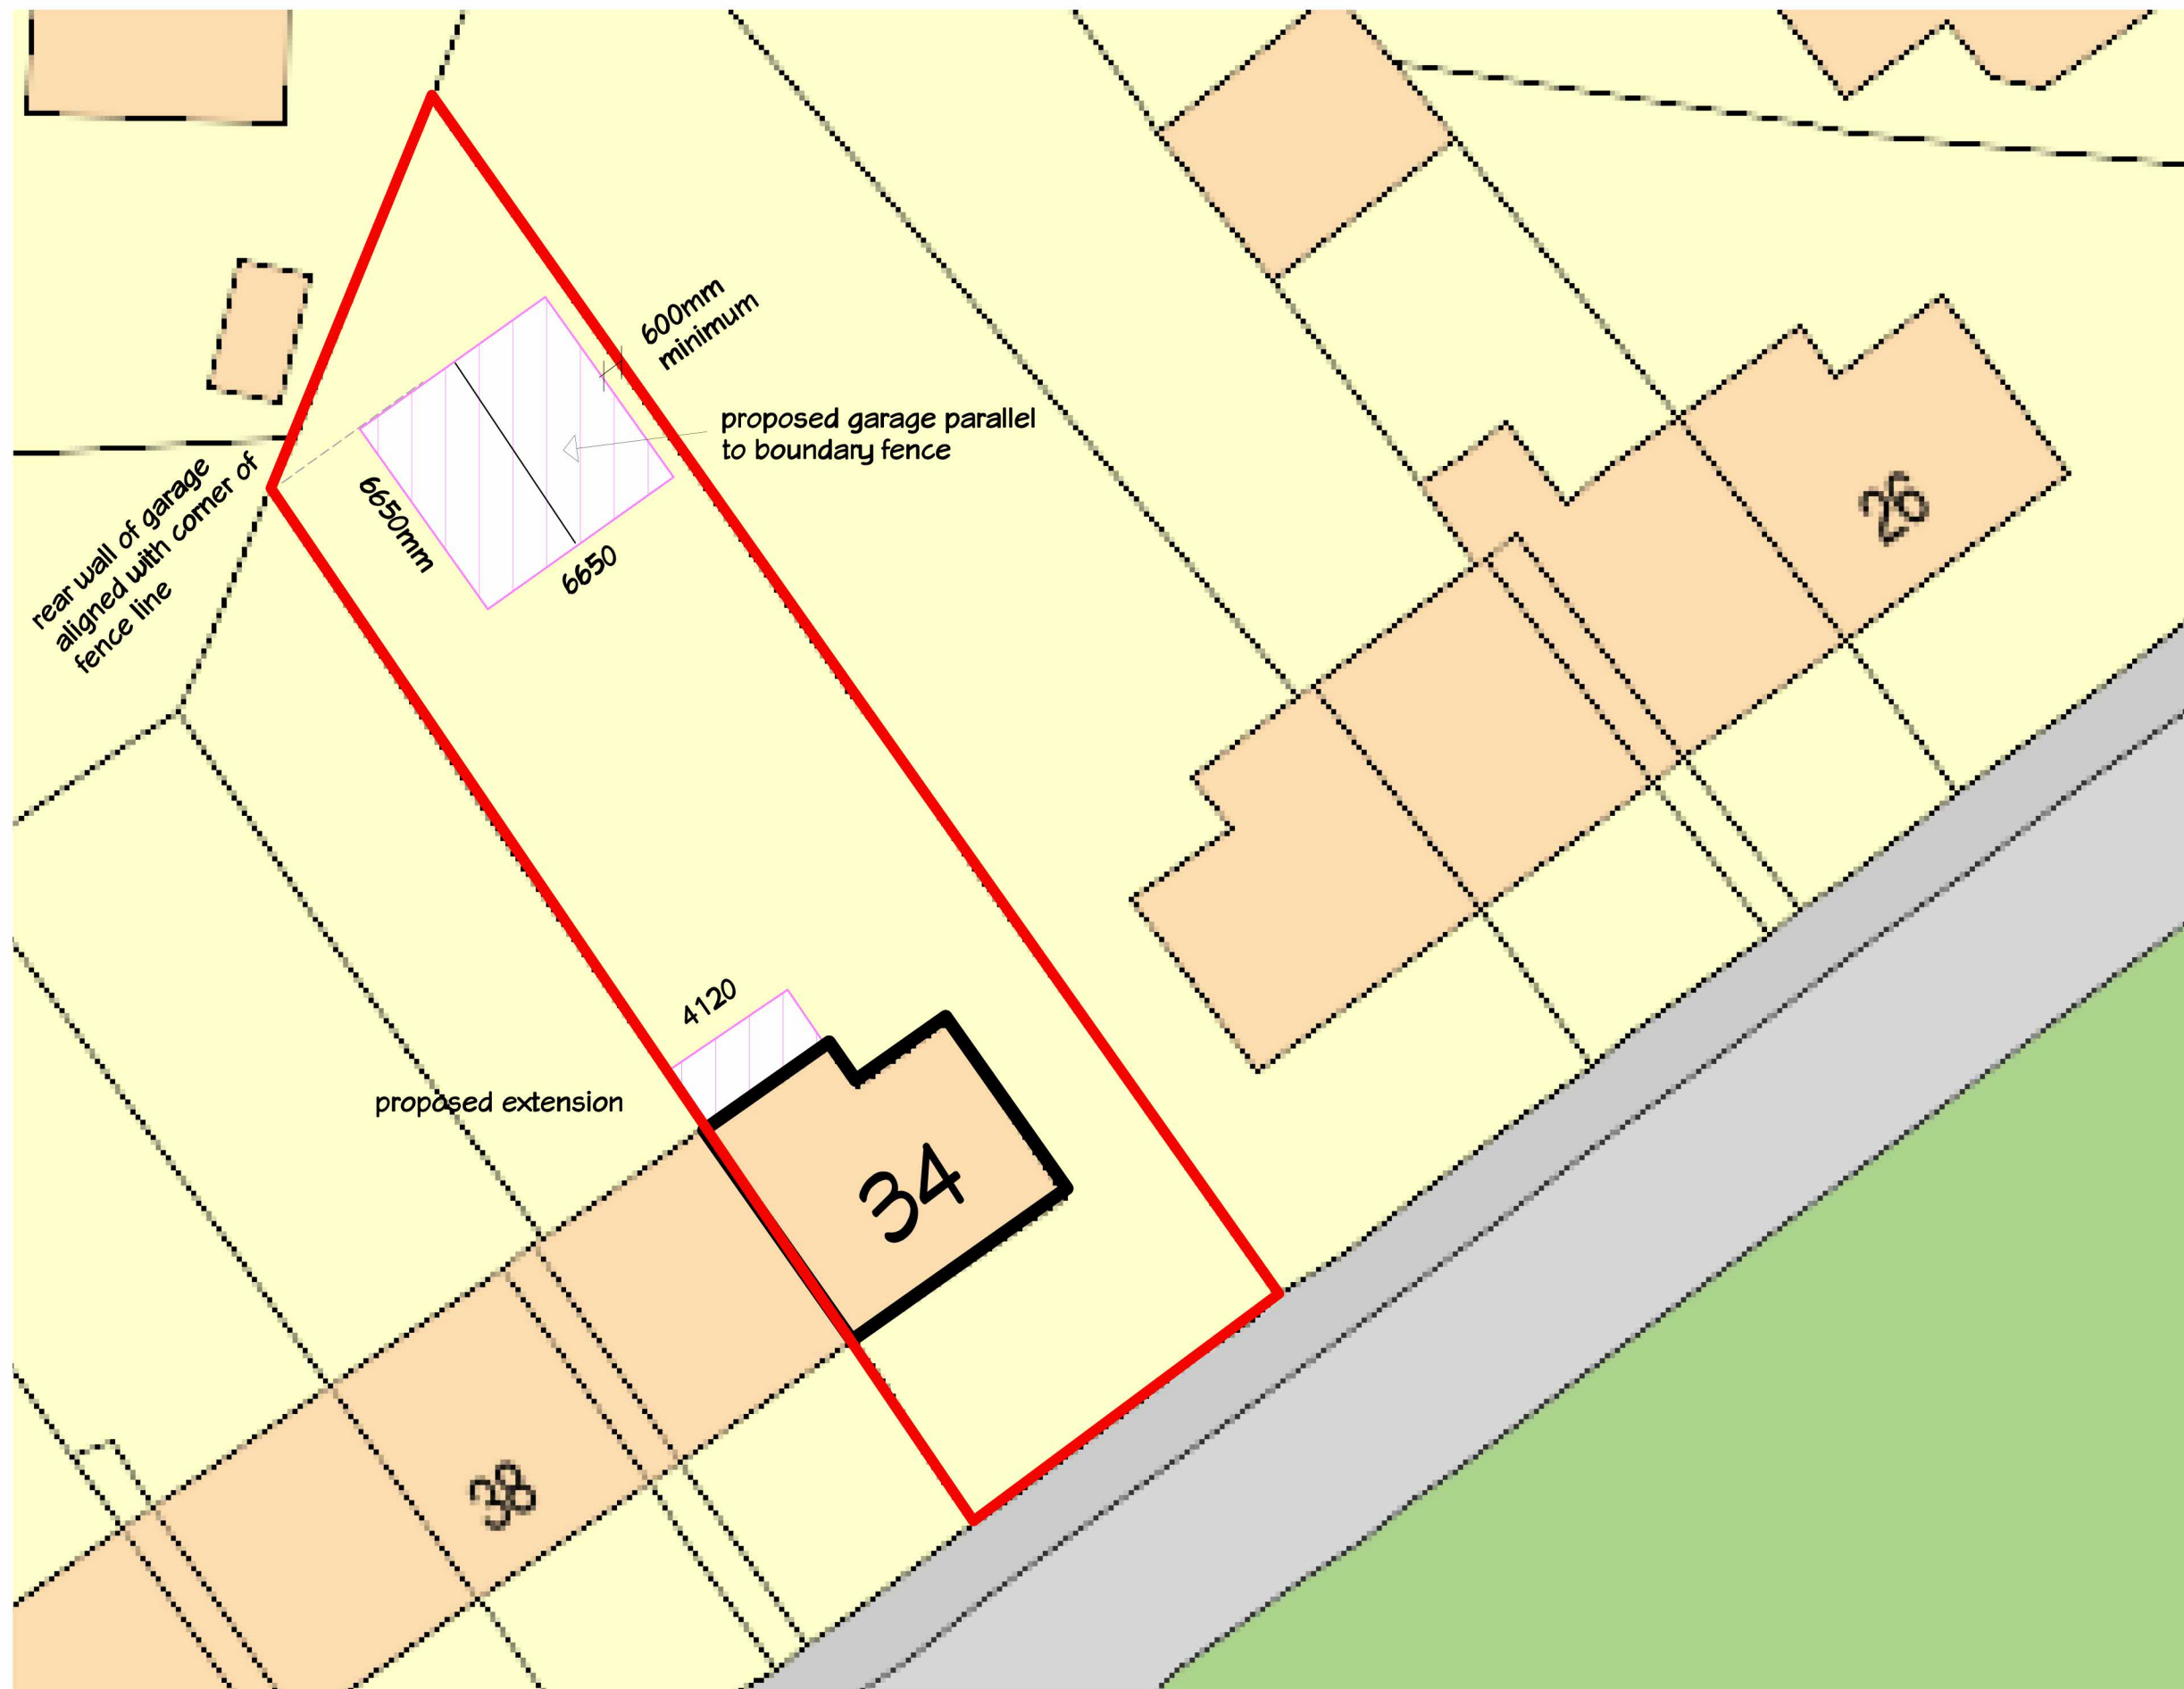 600mm
minimum
proposed garage parallel
to boundary fence
rear wall of garage
aligned with corner of
fence line
6650mm
6650
26
4120
proposed extension
34
38